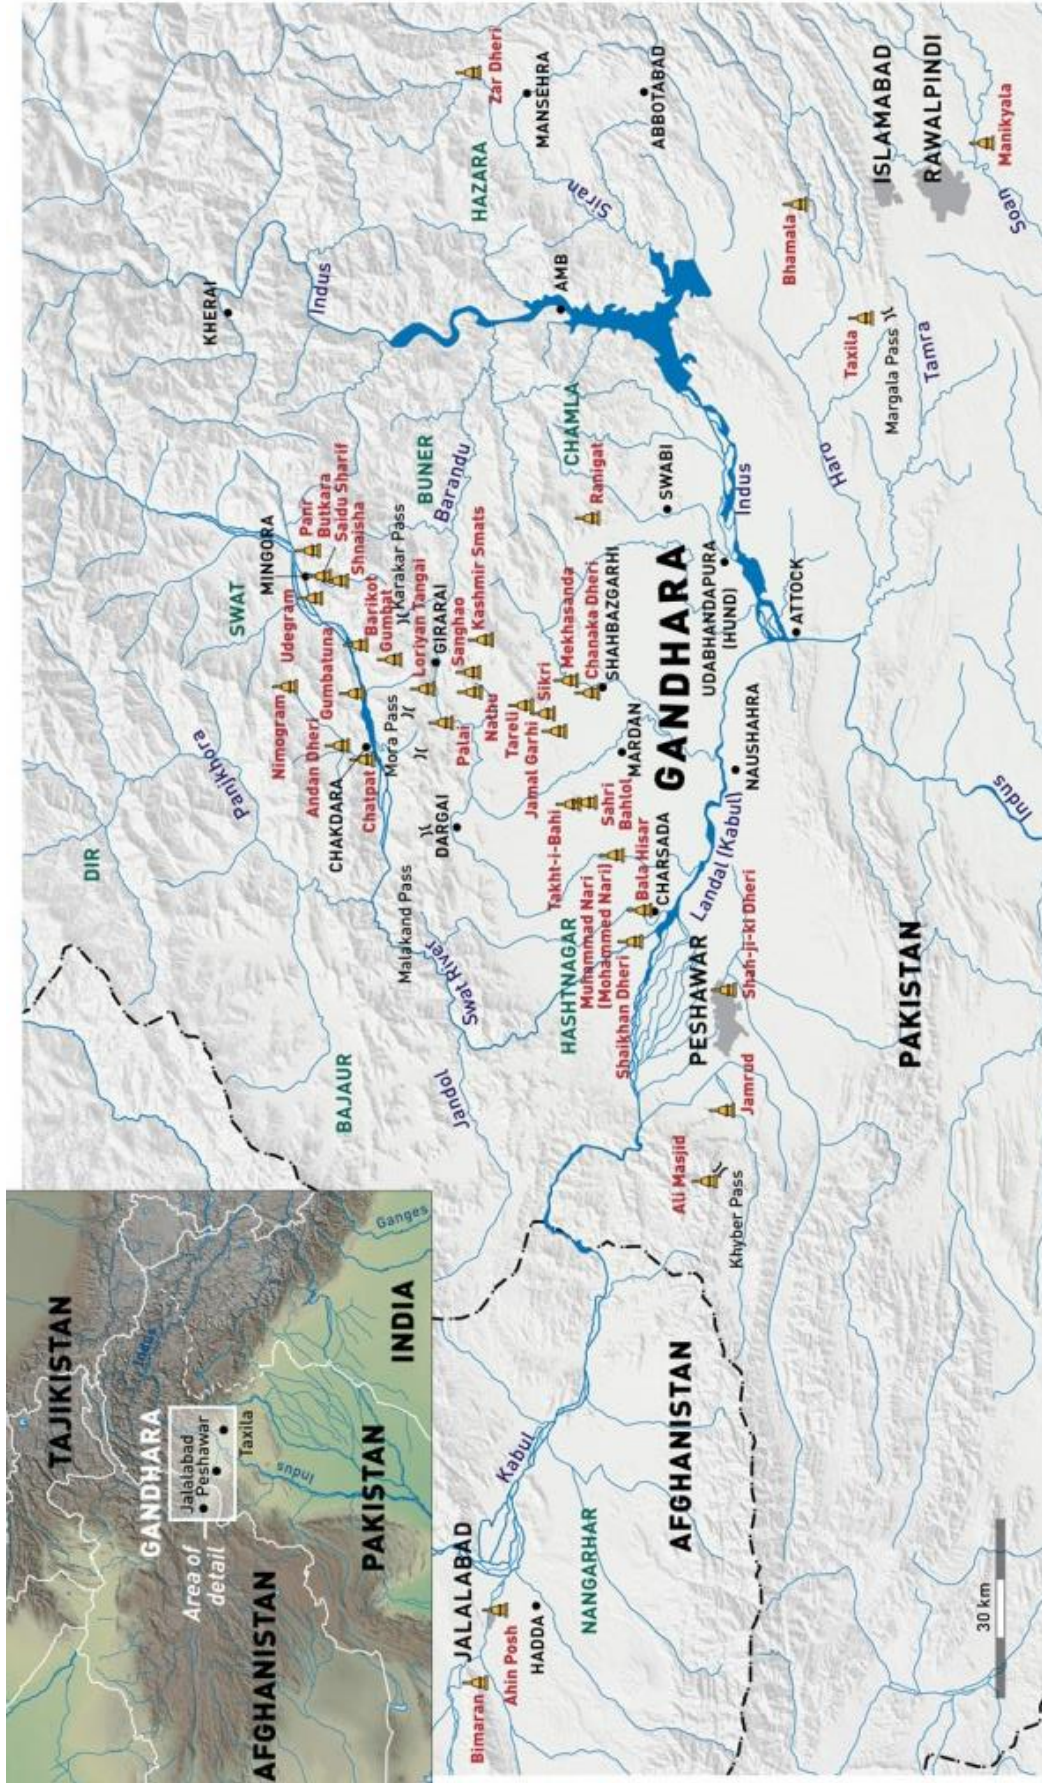 TAJIKISTAN
GANDHARA
Jalalabad
Peshawar
Taxila
Area of
detail
Indus
Indus
Ganges
AFGHANISTAN
PAKISTAN
INDIA
DIR
Panjkhora
BAJAUR
Jandol
Swat River
Malakand Pass
SWAT
MINGORA
Panr
Butkara
Saidu Sharif
Shnaisha
Udegram
Nimogram
Gumbatuna
Barikot
Gumbat
Andan Dheri
CHAKDARA
Chatpat
Mora Pass
Karakar Pass
Loriyan Tangai
GIRARAI
DARGAI
Palai
Sanghao
Nathu
Kashmir Smats
BUNER
Barandu
KHERAI
Indus
HAZARA
Zar Dheri
MANSEHRA
Siran
ABBOTABAD
AMB
CHAMLA
Ranigat
SWABI
Tareli
Sikri
Jamal Garhi
Mekhasanda
Chanaka Dheri
SHAHBAZGARHI
MARDAN
Takht-i-Bahi
Sahri
Bahlol
HASHTNAGAR
Muhammad Nari
(Mohammed Nari)
Bala Hisar
CHARSADA
Shaikhan Dheri
GANDHARA
UDABHANDAPURA
(HUND)
Indus
ATTOCK
NAUSHAHRA
Landai (Kabul)
PESHAWAR
Shah-ji-ki Dheri
Jamrud
Ali Masjid
Khyber Pass
Bhamala
Taxila
Margala Pass
Haro
Tamra
ISLAMABAD
RAWALPINDI
Manikyala
Soan
Indus
PAKISTAN
JALALABAD
Bimaran
Ahin Posh
HADDA
Kabul
NANGARHAR
AFGHANISTAN
30 km